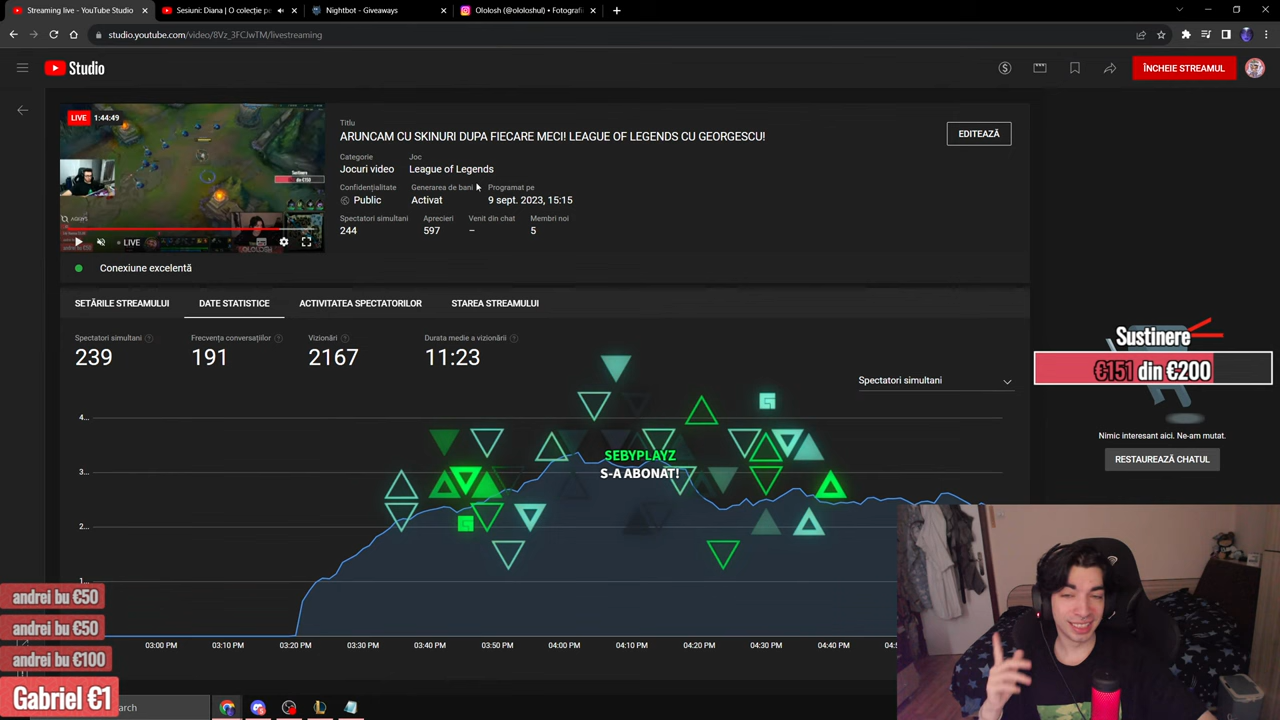 Streaming live - YouTube Studio
Sesiuni: Diana | O colecție pe
Nightbot - Giveaways
Ololosh (@ololoshul) • Fotografii
studio.youtube.com/video/8Vz_3FCJwTM/livestreaming
Studio
ÎNCHEIE STREAMUL
LIVE 1:44:49
Titlu
ARUNCAM CU SKINURI DUPA FIECARE MECI! LEAGUE OF LEGENDS CU GEORGESCU!
EDITEAZĂ
Categorie Joc
Jocuri video League of Legends
Confidențialitate Generarea de bani Programat pe
Public Activat 9 sept. 2023, 15:15
Spectatori simultani Aprecieri Venit din chat Membri noi
244 597 – 5
LIVE
Conexiune excelentă
SETĂRILE STREAMULUI DATE STATISTICE ACTIVITATEA SPECTATORILOR STAREA STREAMULUI
Spectatori simultani Frecvența conversațiilor Vizionări Durata medie a vizionării
239 191 2167 11:23
Spectatori simultani
Sustinere
€151 din €200
Nimic interesant aici. Ne-am mutat.
RESTAUREAZĂ CHATUL
4...
3...
2...
1...
SEBYPLAYZ
S-A ABONAT!
03:00 PM 03:10 PM 03:20 PM 03:40 PM 03:50 PM 04:00 PM 04:10 PM 04:20 PM 04:30 PM 04:40 PM
andrei bu €50
andrei bu €50
andrei bu €100
Gabriel €1
arch